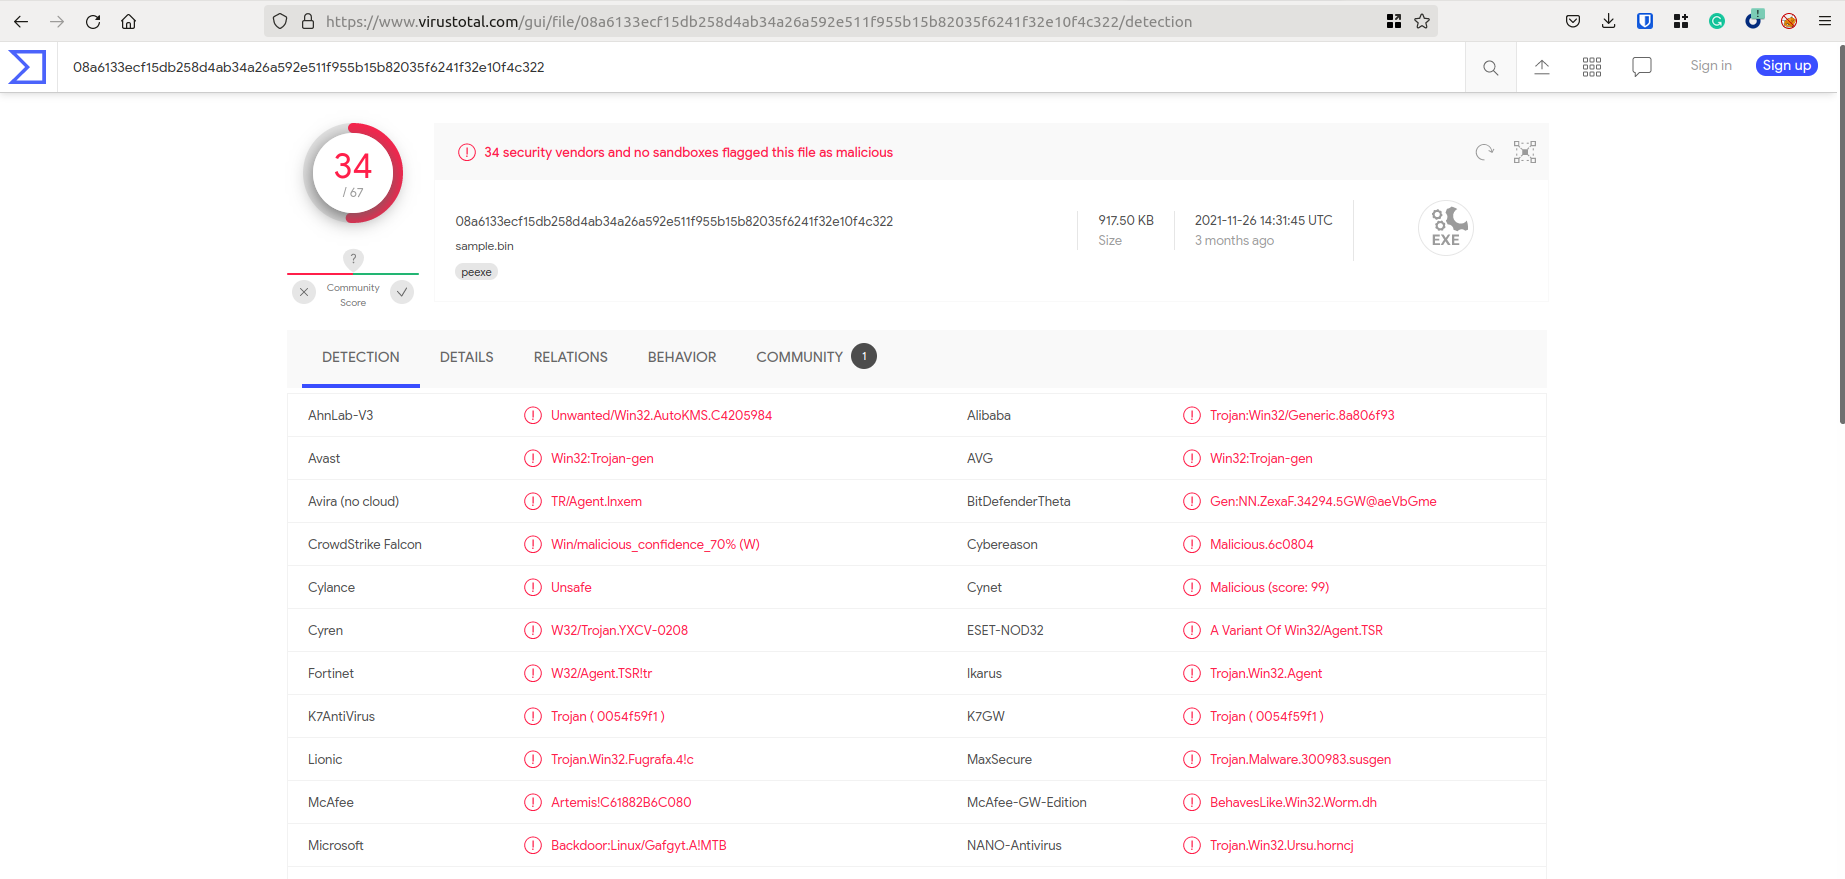 https://www.virustotal.com/gui/file/08a6133ecf15db258d4ab34a26a592e511f955b15b82035f6241f32e10f4c322/detection
08a6133ecf15db258d4ab34a26a592e511f955b15b82035f6241f32e10f4c322
Sign in
Sign up
34
/ 67
34 security vendors and no sandboxes flagged this file as malicious
08a6133ecf15db258d4ab34a26a592e511f955b15b82035f6241f32e10f4c322
sample.bin
peexe
917.50 KB
Size
2021-11-26 14:31:45 UTC
3 months ago
EXE
?
Community
Score
DETECTION DETAILS RELATIONS BEHAVIOR COMMUNITY 1
AhnLab-V3 Unwanted/Win32.AutoKMS.C4205984 Alibaba Trojan:Win32/Generic.8a806f93
Avast Win32:Trojan-gen AVG Win32:Trojan-gen
Avira (no cloud) TR/Agent.lnxem BitDefenderTheta Gen:NN.ZexaF.34294.5GW@aeVbGme
CrowdStrike Falcon Win/malicious_confidence_70% (W) Cybereason Malicious.6c0804
Cylance Unsafe Cynet Malicious (score: 99)
Cyren W32/Trojan.YXCV-0208 ESET-NOD32 A Variant Of Win32/Agent.TSR
Fortinet W32/Agent.TSR!tr Ikarus Trojan.Win32.Agent
K7AntiVirus Trojan ( 0054f59f1 ) K7GW Trojan ( 0054f59f1 )
Lionic Trojan.Win32.Fugrafa.4!c MaxSecure Trojan.Malware.300983.susgen
McAfee Artemis!C61882B6C080 McAfee-GW-Edition BehavesLike.Win32.Worm.dh
Microsoft Backdoor:Linux/Gafgyt.A!MTB NANO-Antivirus Trojan.Win32.Ursu.horncj